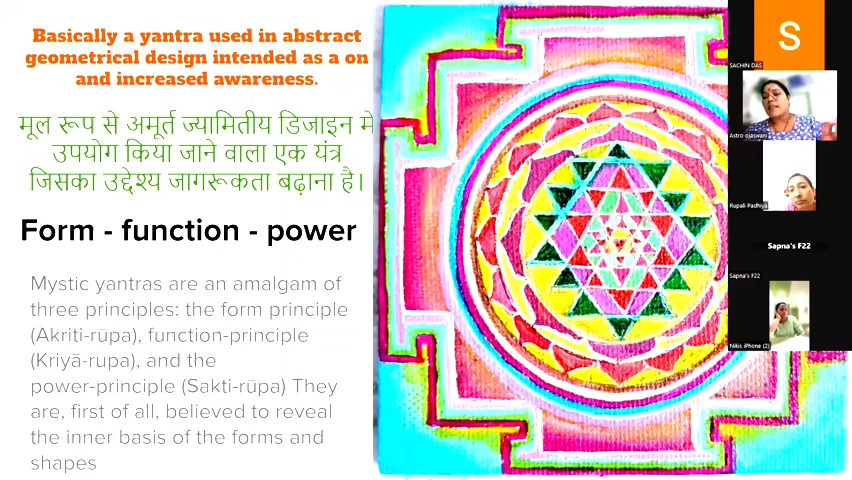 Basically a yantra used in abstract
geometrical design intended as a on
and increased awareness.
मूल रूप से अमूर्त ज्यामितीय डिजाइन में
उपयोग किया जाने वाला एक यंत्र
जिसका उद्देश्य जागरूकता बढ़ाना है।
Form - function - power
Mystic yantras are an amalgam of
three principles: the form principle
(Akriti-rūpa), function-principle
(Kriyā-rupa), and the
power-principle (Sakti-rūpa) They
are, first of all, believed to reveal
the inner basis of the forms and
shapes
S
SACHIN DAS
Astro ojaswani
Rupali Padhiya
Sapna's F22
Sapna's F22
Nikis iPhone (2)